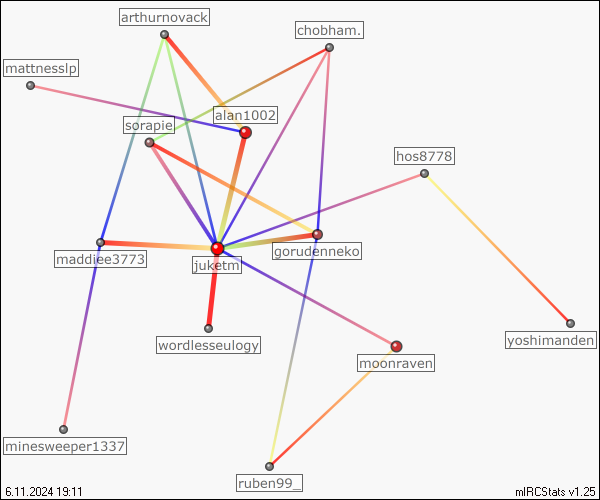 arthurnovack
chobham.
mattnesslp
alan1002
sorapie
hos8778
gorudenneko
maddiee3773
juketm
wordlesseulogy
yoshimanden
moonraven
minesweeper1337
ruben99_
6.11.2024 19:11
mIRCStats v1.25